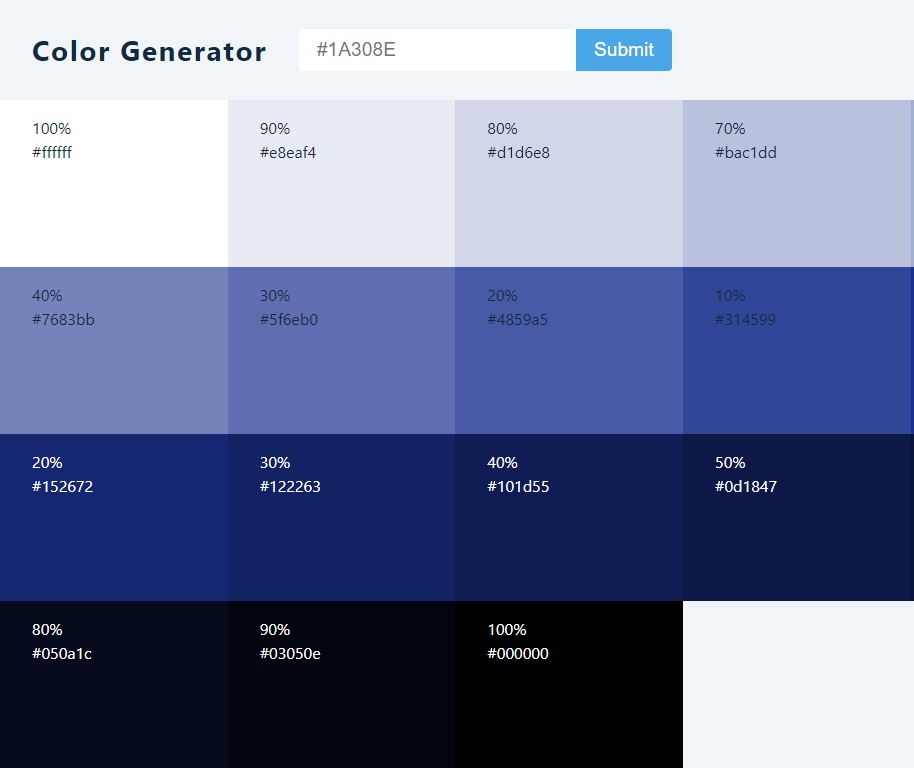 Color Generator
#1A308E
Submit
100%
#ffffff
90%
#e8eaf4
80%
#d1d6e8
70%
#bac1dd
40%
#7683bb
30%
#5f6eb0
20%
#4859a5
10%
#314599
20%
#152672
30%
#122263
40%
#101d55
50%
#0d1847
80%
#050a1c
90%
#03050e
100%
#000000